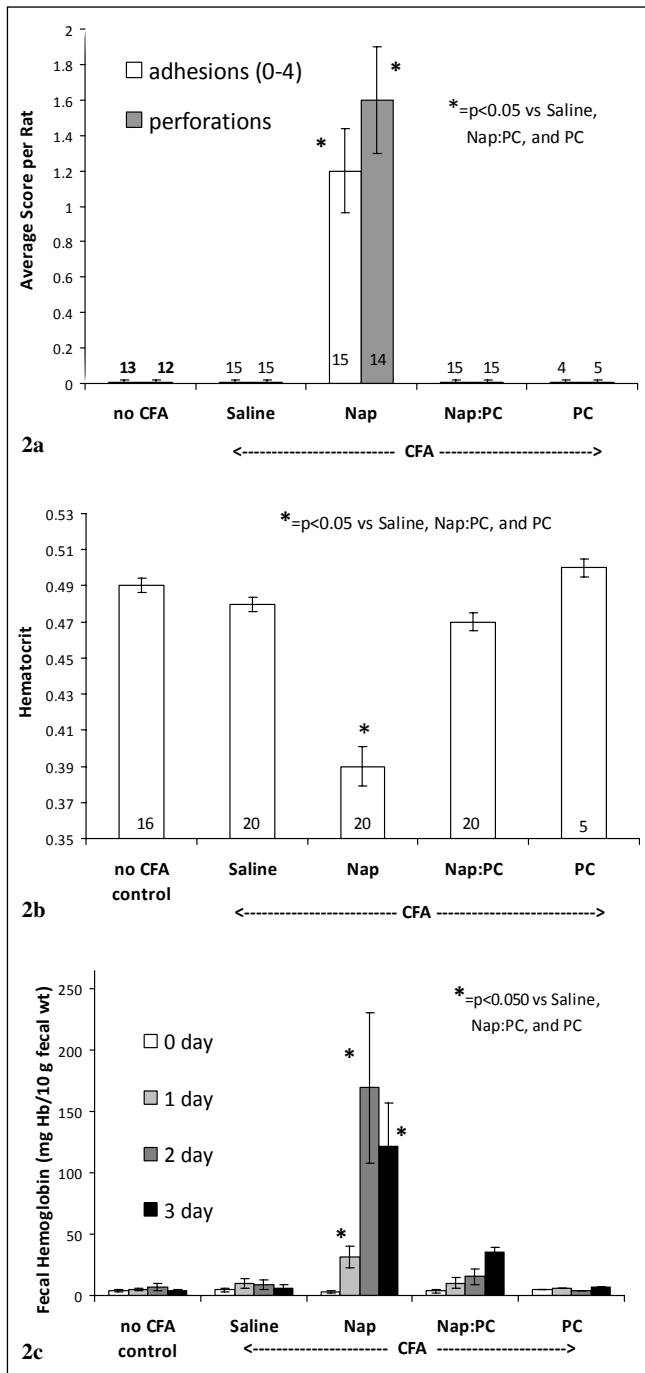 2
1.8
1.6
1.4
1.2
1
0.8
0.6
0.4
0.2
0
Average Score per Rat
adhesions (0-4)
perforations
*
*
*=p<0.05 vs Saline,
Nap:PC, and PC
13 12 15 15 15 14 15 15 4 5
no CFA Saline Nap Nap:PC PC
2a
<----------------------- CFA ----------------------->
0.53
0.51
0.49
0.47
0.45
0.43
0.41
0.39
0.37
0.35
Hematocrit
*=p<0.05 vs Saline, Nap:PC, and PC
*
16 20 20 20 5
no CFA Saline Nap Nap:PC PC
control
2b
<----------------------- CFA ----------------------->
250
200
150
100
50
0
Fecal Hemoglobin (mg Hb/10 g fecal wt)
0 day
1 day
2 day
3 day
*
*
*
*=p<0.050 vs Saline,
Nap:PC, and PC
no CFA Saline Nap Nap:PC PC
control
2c
<----------------------- CFA ----------------------->